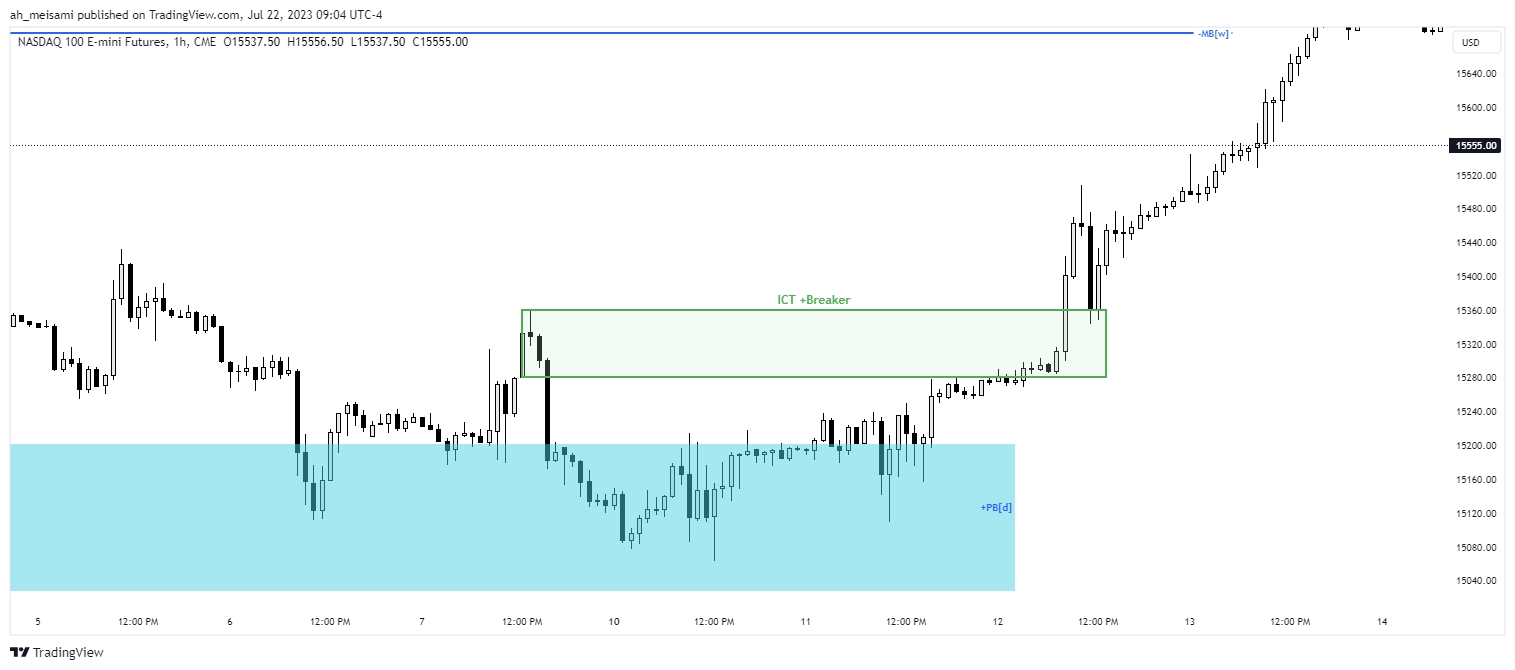 ah_meisami published on TradingView.com, Jul 22, 2023 09:04 UTC-4
NASDAQ 100 E-mini Futures, 1h, CME O15537.50 H15556.50 L15537.50 C15555.00
-MB[w]
USD
15640.00
15600.00
15555.00
15520.00
15480.00
15440.00
15400.00
ICT +Breaker
15360.00
15320.00
15280.00
15240.00
15200.00
15160.00
+PB[d]
15120.00
15080.00
15040.00
5 12:00 PM 6 12:00 PM 7 12:00 PM 10 12:00 PM 11 12:00 PM 12 12:00 PM 13 12:00 PM 14
TradingView